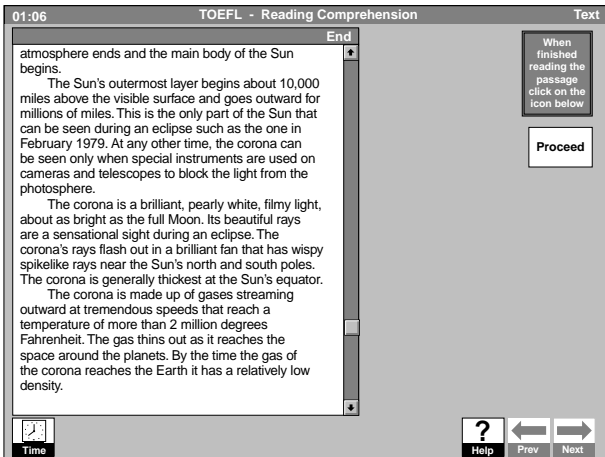 01:06 TOEFL - Reading Comprehension Text
End
atmosphere ends and the main body of the Sun
begins.
The Sun's outermost layer begins about 10,000
miles above the visible surface and goes outward for
millions of miles. This is the only part of the Sun that
can be seen during an eclipse such as the one in
February 1979. At any other time, the corona can
be seen only when special instruments are used on
cameras and telescopes to block the light from the
photosphere.
The corona is a brilliant, pearly white, filmy light,
about as bright as the full Moon. Its beautiful rays
are a sensational sight during an eclipse. The
corona's rays flash out in a brilliant fan that has wispy
spikelike rays near the Sun's north and south poles.
The corona is generally thickest at the Sun's equator.
The corona is made up of gases streaming
outward at tremendous speeds that reach a
temperature of more than 2 million degrees
Fahrenheit. The gas thins out as it reaches the
space around the planets. By the time the gas of
the corona reaches the Earth it has a relatively low
density.
When
finished
reading the
passage
click on the
icon below
Proceed
Time
?
Help Prev Next